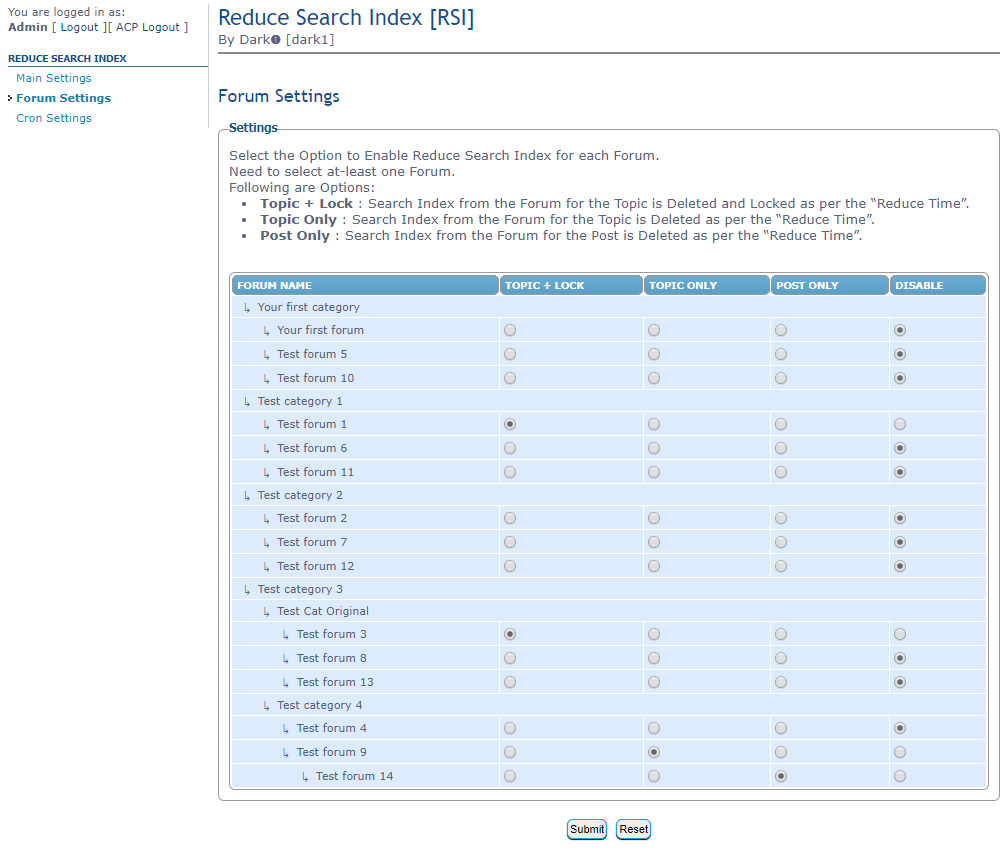 You are logged in as:
Admin [ Logout ][ ACP Logout ]
REDUCE SEARCH INDEX
Main Settings
Forum Settings
Cron Settings
Reduce Search Index [RSI]
By Dark❶ [dark1]
Forum Settings
Settings
Select the Option to Enable Reduce Search Index for each Forum.
Need to select at-least one Forum.
Following are Options:
• Topic + Lock : Search Index from the Forum for the Topic is Deleted and Locked as per the “Reduce Time”.
• Topic Only : Search Index from the Forum for the Topic is Deleted as per the “Reduce Time”.
• Post Only : Search Index from the Forum for the Post is Deleted as per the “Reduce Time”.
FORUM NAME TOPIC + LOCK TOPIC ONLY POST ONLY DISABLE
↳ Your first category
↳ Your first forum
↳ Test forum 5
↳ Test forum 10
↳ Test category 1
↳ Test forum 1
↳ Test forum 6
↳ Test forum 11
↳ Test category 2
↳ Test forum 2
↳ Test forum 7
↳ Test forum 12
↳ Test category 3
↳ Test Cat Original
↳ Test forum 3
↳ Test forum 8
↳ Test forum 13
↳ Test category 4
↳ Test forum 4
↳ Test forum 9
↳ Test forum 14
Submit Reset